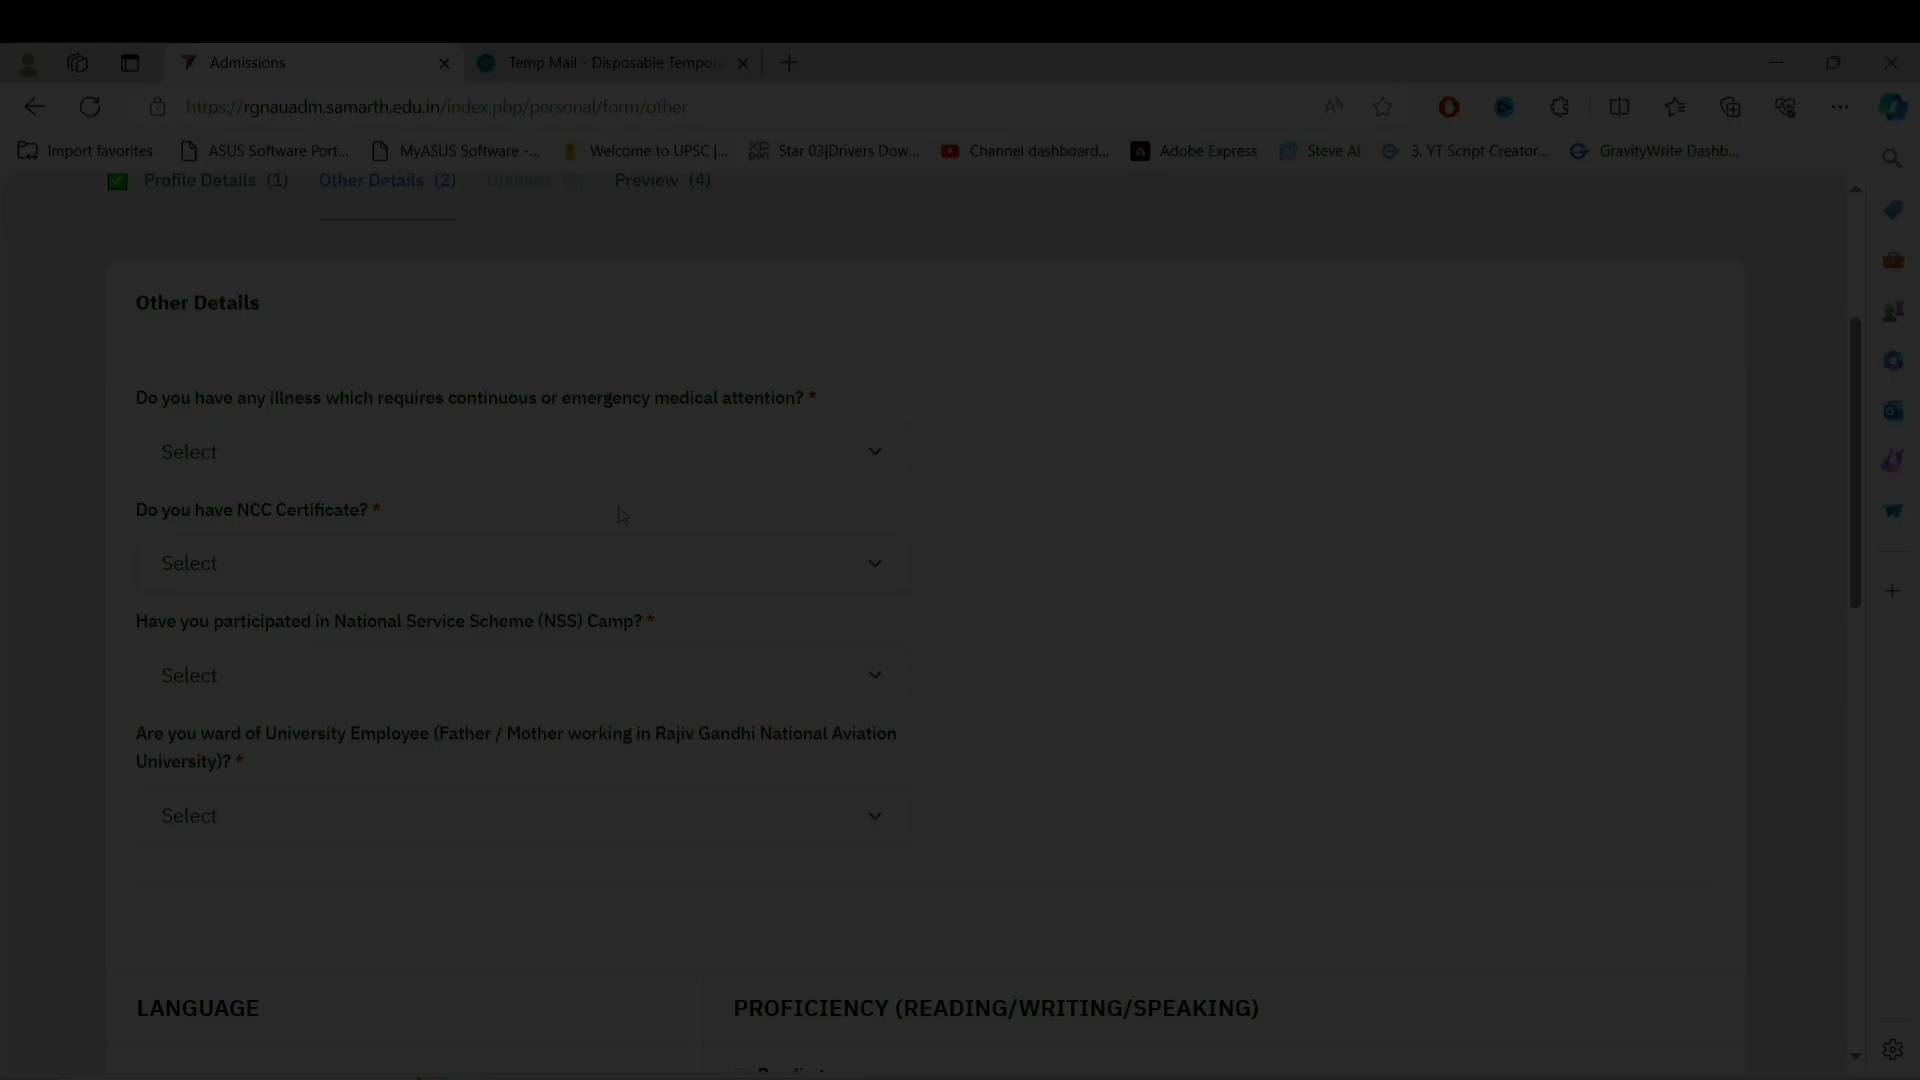 Admissions
Temp Mail - Disposable Tempor
https://rgnauadm.samarth.edu.in/index.php/personal/form/other
Import favorites
ASUS Software Port...
MyASUS Software -...
Welcome to UPSC |...
Star 03|Drivers Dow...
Channel dashboard...
Adobe Express
Steve AI
3. YT Script Creator...
GravityWrite Dashb...
Profile Details (1)
Other Details (2)
Uploads
Preview (4)
Other Details
Do you have any illness which requires continuous or emergency medical attention? *
Select
Do you have NCC Certificate? *
Select
Have you participated in National Service Scheme (NSS) Camp? *
Select
Are you ward of University Employee (Father / Mother working in Rajiv Gandhi National Aviation
University)? *
Select
LANGUAGE
PROFICIENCY (READING/WRITING/SPEAKING)